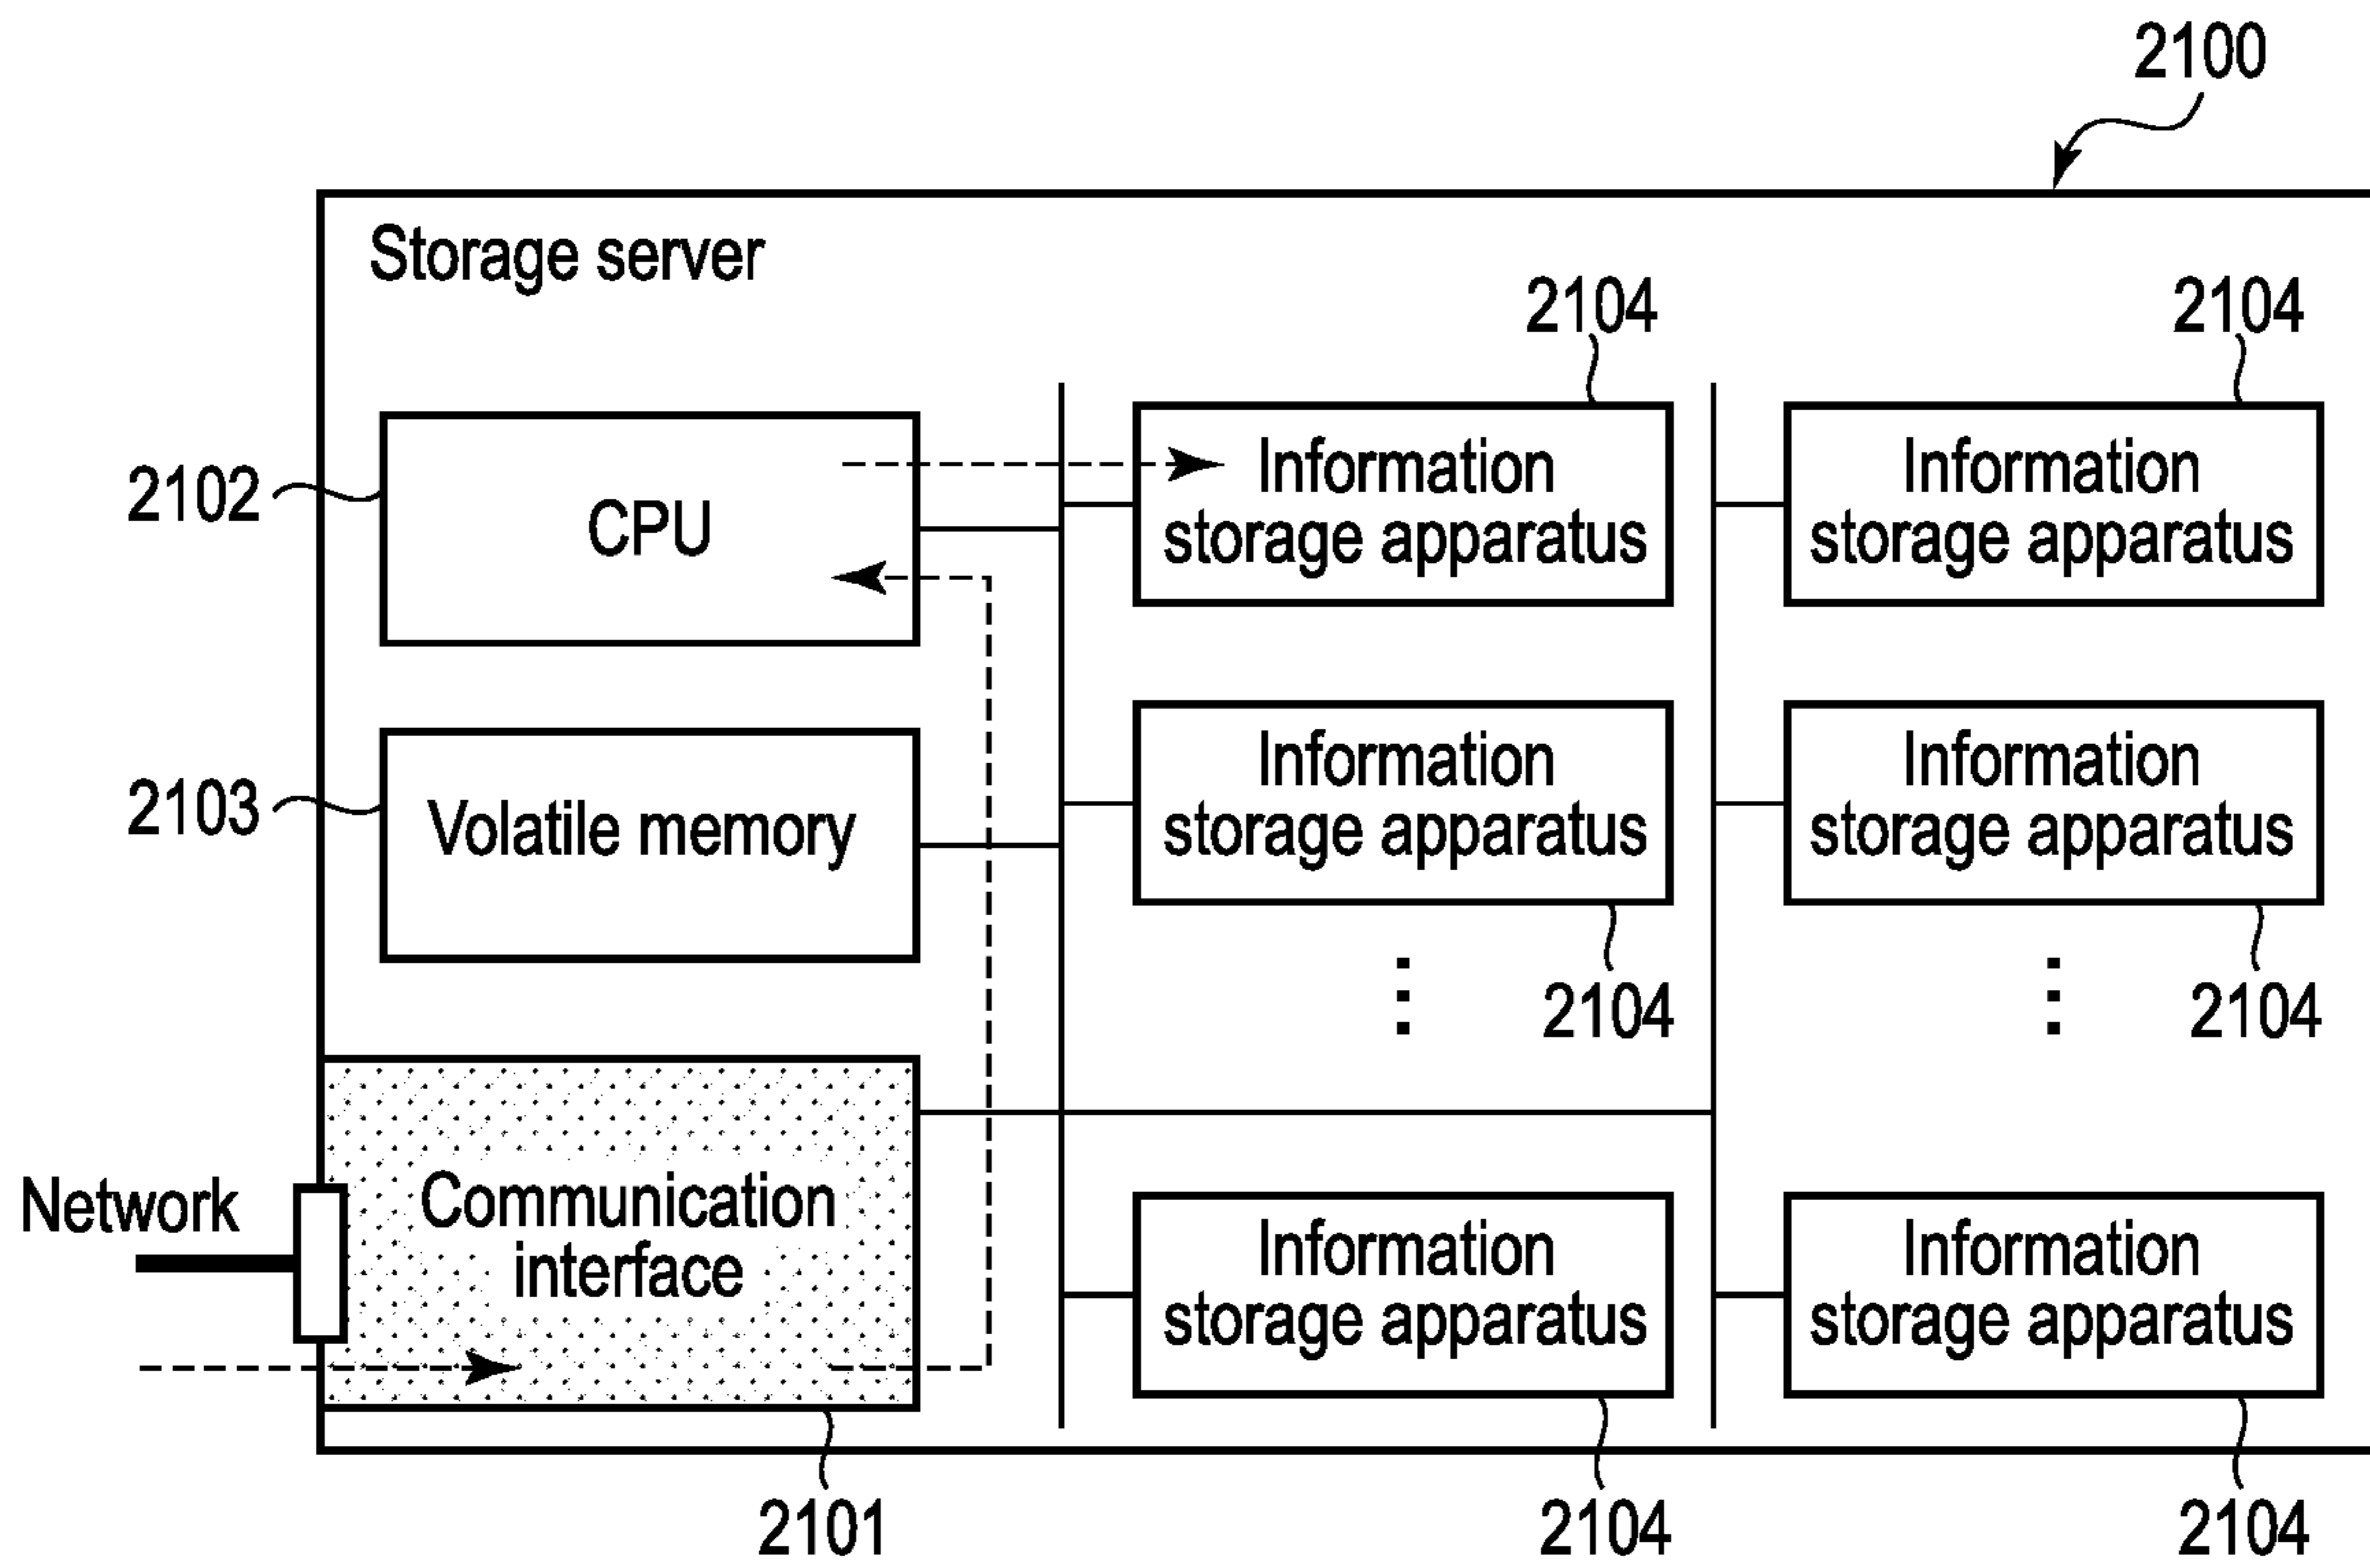 2100
Storage server
2104
2104
2102
CPU
Information
storage apparatus
Information
storage apparatus
2103
Volatile memory
Information
storage apparatus
Information
storage apparatus
2104
2104
Network
Communication
interface
Information
storage apparatus
Information
storage apparatus
2101
2104
2104